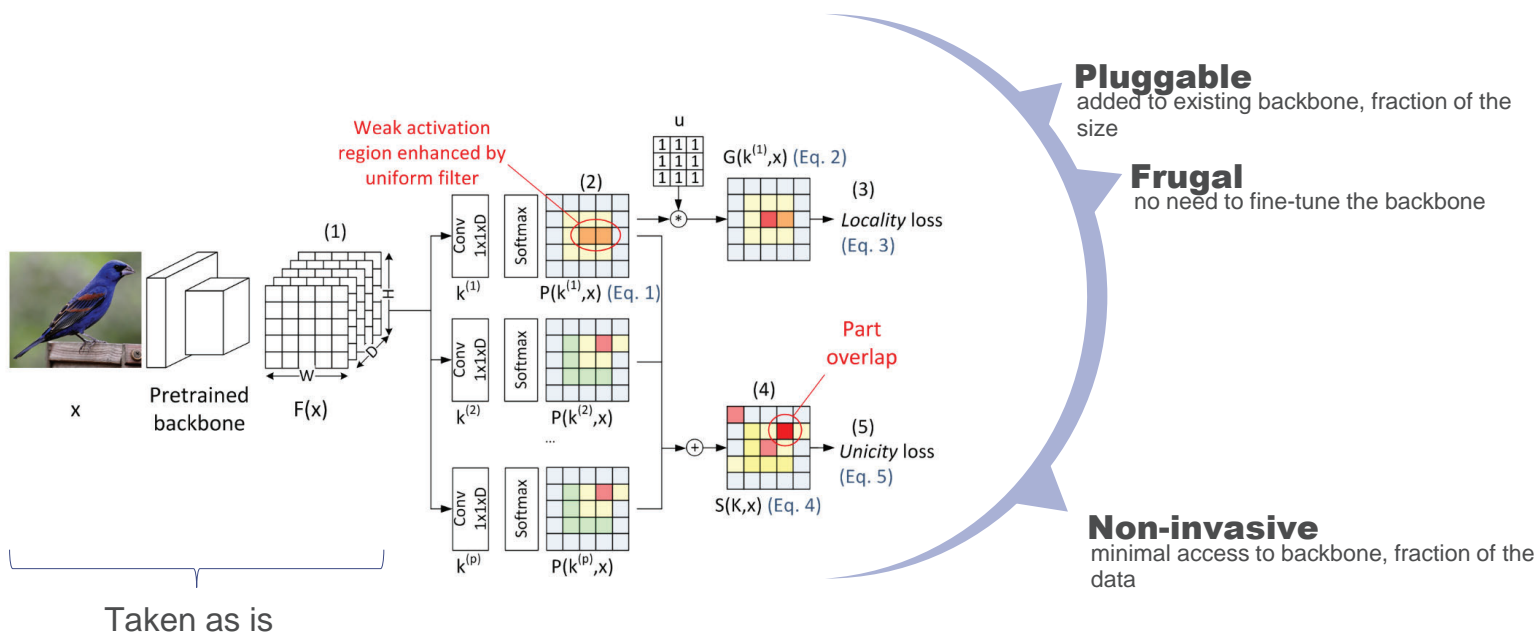 Weak activation
region enhanced by
uniform filter
u
1 1 1
1 1 1
1 1 1
(1)
(2)
Conv
1x1xD
Softmax
k(1)
P(k(1),x) (Eq. 1)
*
G(k(1),x) (Eq. 2)
(3)
Locality loss
(Eq. 3)
H
D
W
x
Pretrained
backbone
F(x)
Conv
1x1xD
Softmax
k(2)
P(k(2),x)
...
Conv
1x1xD
Softmax
k(p)
P(k(p),x)
+
Part
overlap
(4)
S(K,x) (Eq. 4)
(5)
Unicity loss
(Eq. 5)
Taken as is
Pluggable
added to existing backbone, fraction of the
size
Frugal
no need to fine-tune the backbone
Non-invasive
minimal access to backbone, fraction of the
data